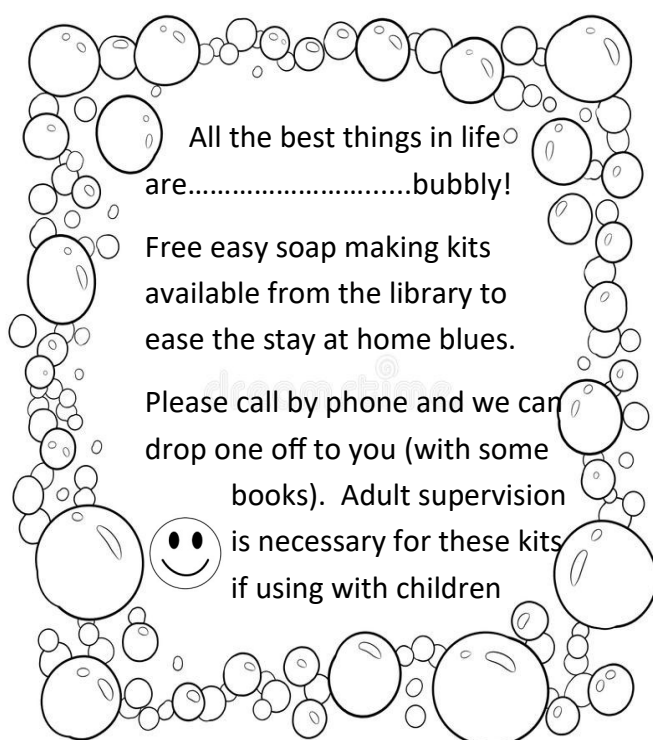 All the best things in life
are……………………......bubbly!
Free easy soap making kits
available from the library to
ease the stay at home blues.
dreamstime
Please call by phone and we can
drop one off to you (with some
books).  Adult supervision
is necessary for these kits
if using with children